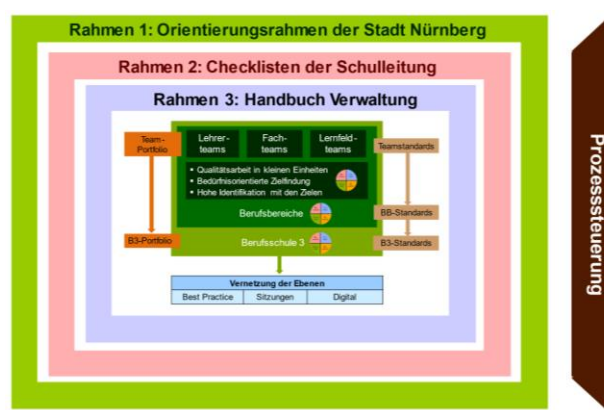 Rahmen 1: Orientierungsrahmen der Stadt Nürnberg
Rahmen 2: Checklisten der Schulleitung
Rahmen 3: Handbuch Verwaltung
Team-
Portfolio
Lehrer-
teams
Fach-
teams
Lernfeld-
teams
Teamstandards
• Qualitätsarbeit in kleinen Einheiten
• Bedürfnisorientierte Zielfindung
• Hohe Identifikation mit den Zielen
Berufsbereiche
BB-Standards
B3-Portfolio
Berufsschule 3
B3-Standards
Vernetzung der Ebenen
Best Practice
Sitzungen
Digital
Prozesssteuerung